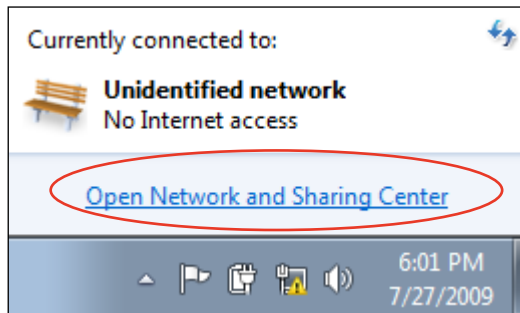 Currently connected to:
Unidentified network
No Internet access
Open Network and Sharing Center
6:01 PM
7/27/2009